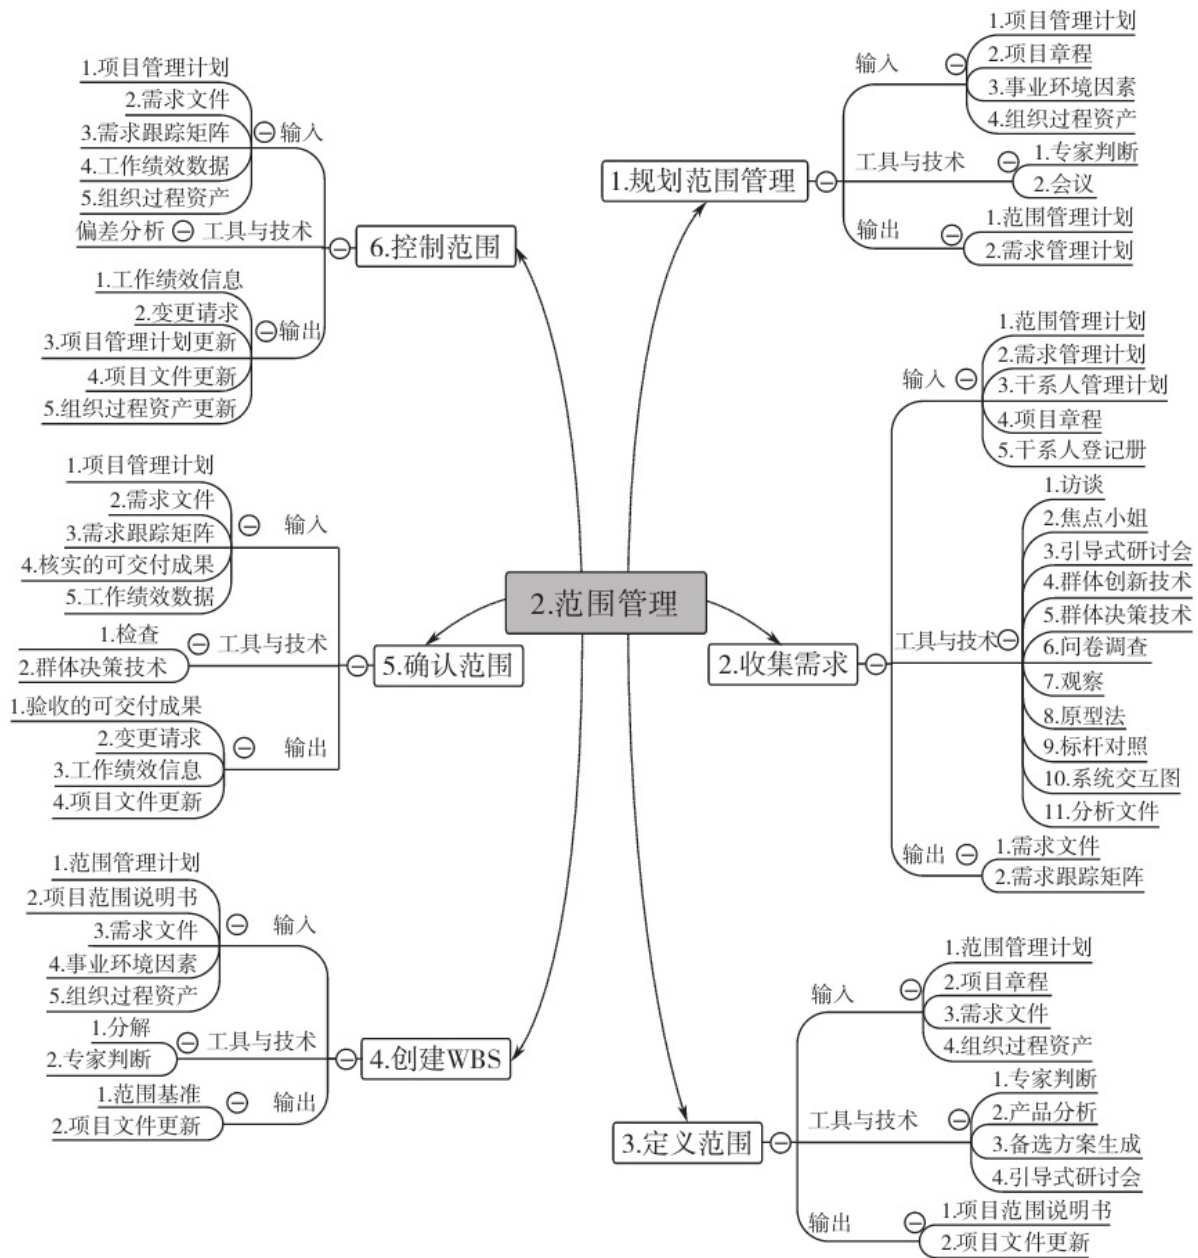 2.范围管理
1.规划范围管理
输入
1.项目管理计划
2.项目章程
3.事业环境因素
4.组织过程资产
工具与技术
1.专家判断
2.会议
输出
1.范围管理计划
2.需求管理计划
2.收集需求
输入
1.范围管理计划
2.需求管理计划
3.干系人管理计划
4.项目章程
5.干系人登记册
工具与技术
1.访谈
2.焦点小姐
3.引导式研讨会
4.群体创新技术
5.群体决策技术
6.问卷调查
7.观察
8.原型法
9.标杆对照
10.系统交互图
11.分析文件
输出
1.需求文件
2.需求跟踪矩阵
3.定义范围
输入
1.范围管理计划
2.项目章程
3.需求文件
4.组织过程资产
工具与技术
1.专家判断
2.产品分析
3.备选方案生成
4.引导式研讨会
输出
1.项目范围说明书
2.项目文件更新
4.创建WBS
输入
1.范围管理计划
2.项目范围说明书
3.需求文件
4.事业环境因素
5.组织过程资产
工具与技术
1.分解
2.专家判断
输出
1.范围基准
2.项目文件更新
5.确认范围
输入
1.项目管理计划
2.需求文件
3.需求跟踪矩阵
4.核实的可交付成果
5.工作绩效数据
工具与技术
1.检查
2.群体决策技术
输出
1.验收的可交付成果
2.变更请求
3.工作绩效信息
4.项目文件更新
6.控制范围
输入
1.项目管理计划
2.需求文件
3.需求跟踪矩阵
4.工作绩效数据
5.组织过程资产
工具与技术
偏差分析
输出
1.工作绩效信息
2.变更请求
3.项目管理计划更新
4.项目文件更新
5.组织过程资产更新